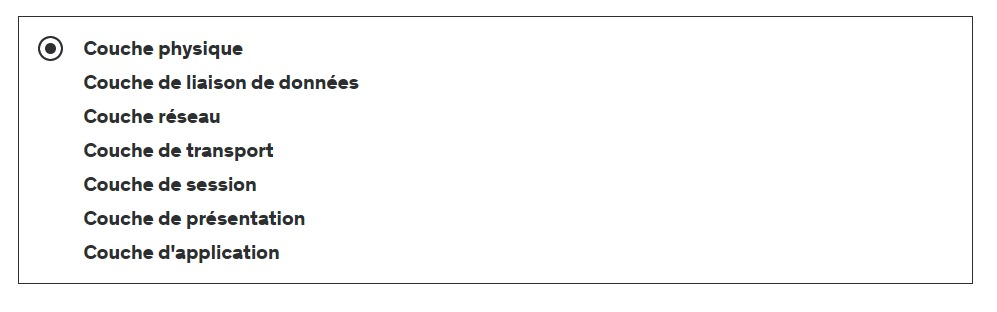 Couche physique
Couche de liaison de données
Couche réseau
Couche de transport
Couche de session
Couche de présentation
Couche d'application